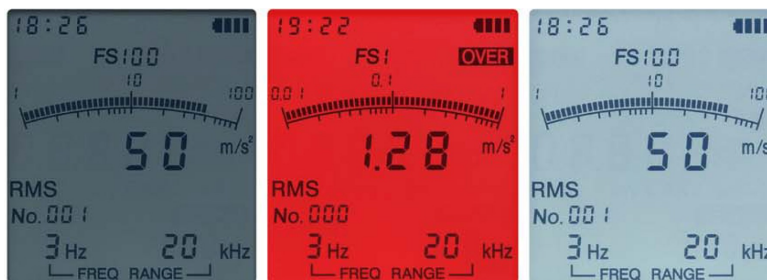 18:26
FS100
1 10 100
50 m/s²
RMS
No. 001
3 Hz 20 kHz
FREQ RANGE
19:22
FS1 OVER
0.01 0.1 1
1.28 m/s²
RMS
No. 000
3 Hz 20 kHz
FREQ RANGE
18:26
FS100
1 10 100
50 m/s²
RMS
No. 001
3 Hz 20 kHz
FREQ RANGE